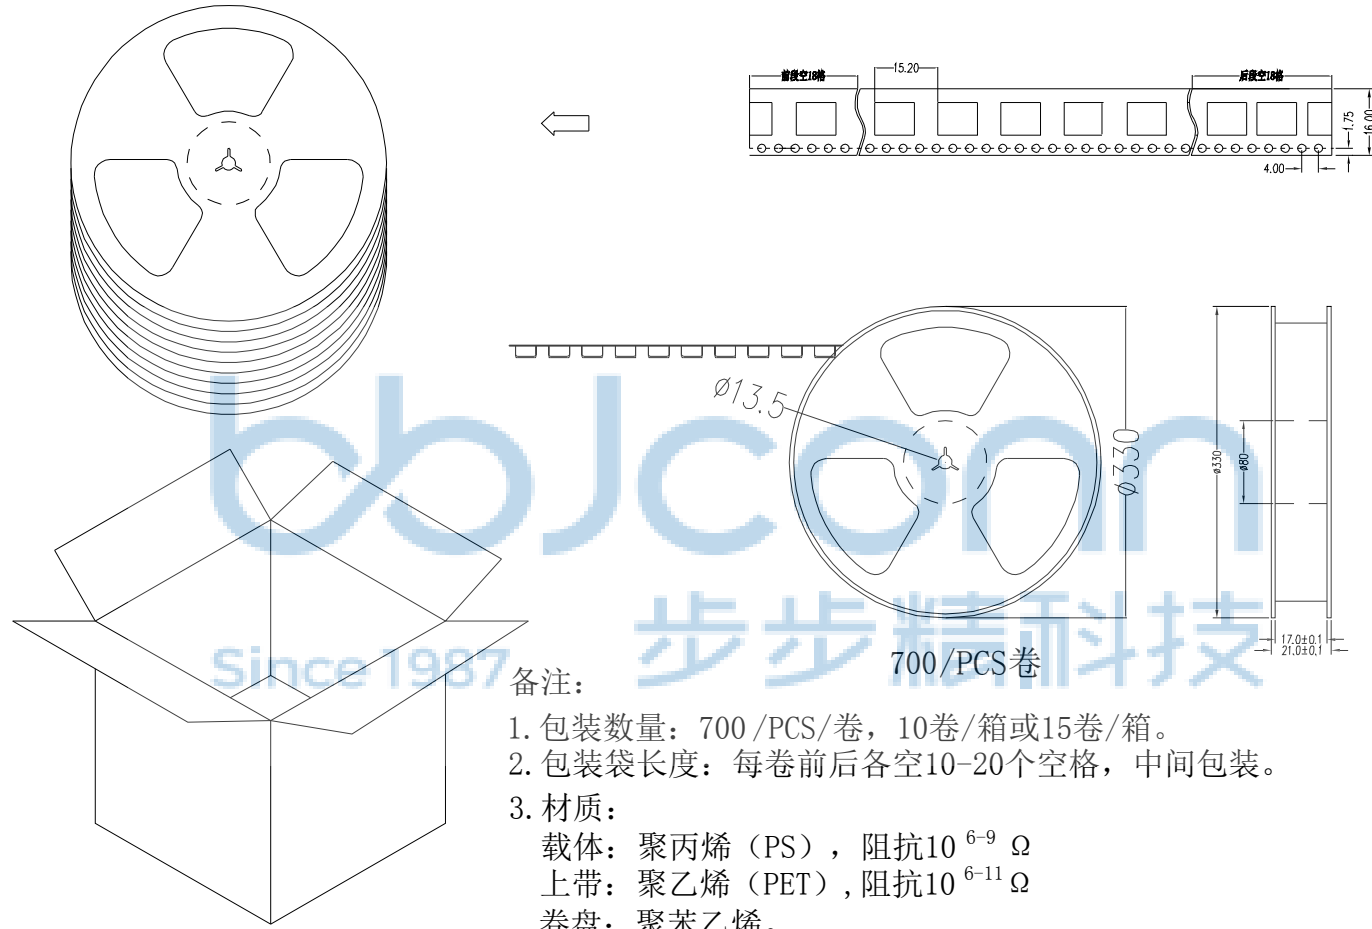 前段空18格
15.20
后段空18格
1.75
16.00
4.00
ø13.5
ø330
ø330
ø80
17.0±0.1
21.0±0.1
bbJconn
步步精科技
Since 1987
700/PCS卷
备注：
1.包装数量：700/PCS/卷，10卷/箱或15卷/箱。
2.包装袋长度：每卷前后各空10-20个空格，中间包装。
3.材质：
载体：聚丙烯（PS），阻抗10 6-9 Ω
上带：聚乙烯（PET）,阻抗10 6-11 Ω
卷盘：聚苯乙烯。